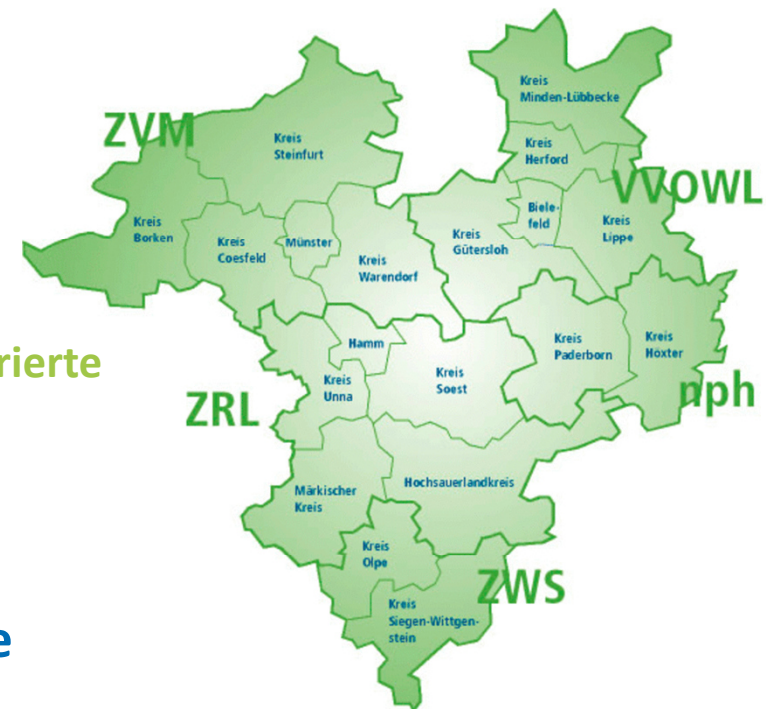 Kreis
Minden-Lübbecke
ZVM
Kreis
Steinfurt
Kreis
Herford
VVOWL
Kreis
Borken
Kreis
Coesfeld
Münster
Kreis
Warendorf
Kreis
Gütersloh
Biele-
feld
Kreis
Lippe
rierte
Hamm
Kreis
Unna
Kreis
Soest
Kreis
Paderborn
Kreis
Höxter
ZRL
nph
Märkischer
Kreis
Hochsauerlandkreis
Kreis
Olpe
ZWS
Kreis
Siegen-Wittgen-
stein
e